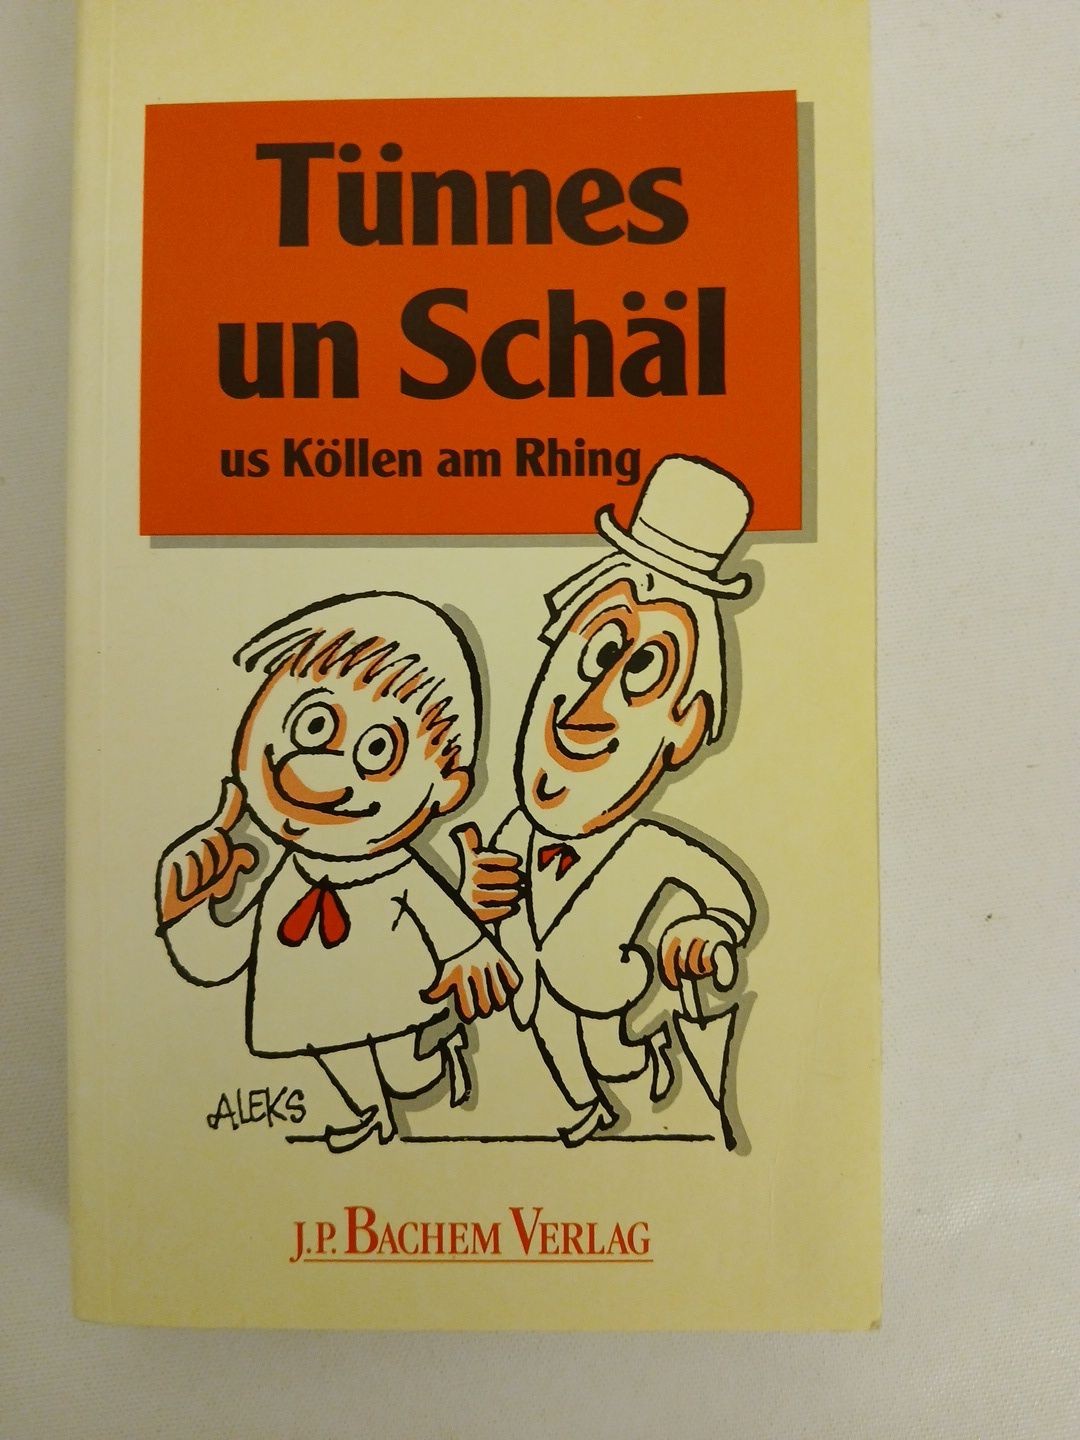 Tünnes
un Schäl
us Köllen am Rhing
ALEKS
J.P. BACHEM VERLAG